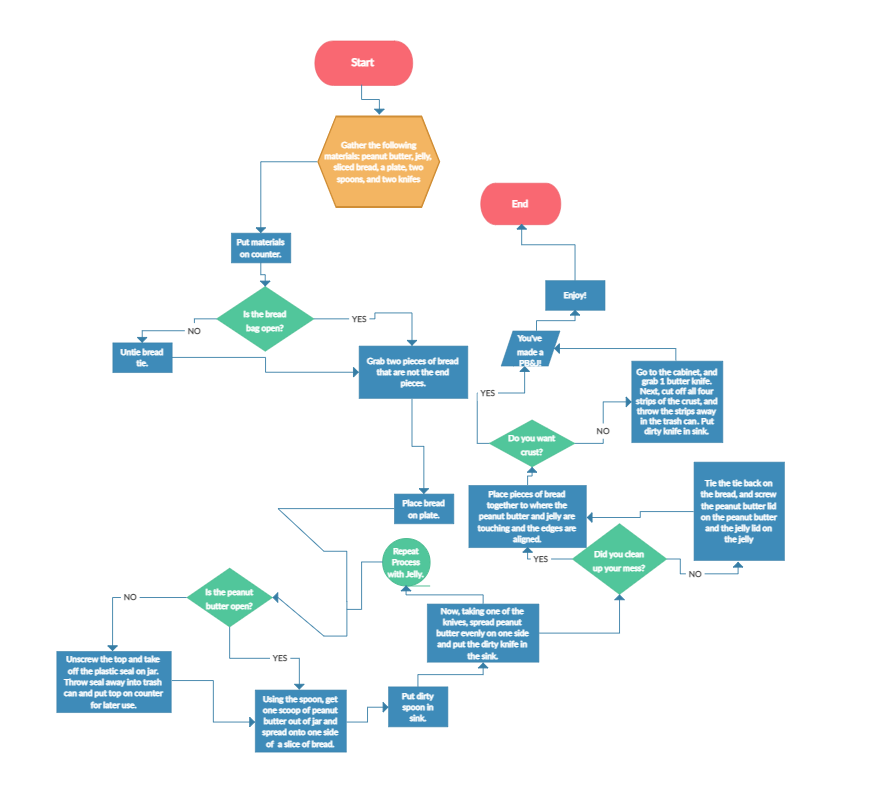 Start
Gather the following
materials: peanut butter, jelly,
sliced bread, a plate, two
spoons, and two knifes
End
Put materials
on counter.
Enjoy!
Is the bread
bag open?
YES
NO
Untie bread
tie.
Grab two pieces of bread
that are not the end
pieces.
You've
made a
PB&J!
Go to the cabinet, and
grab 1 butter knife.
Next, cut off all four
strips of the crust, and
throw the strips away
in the trash can. Put
dirty knife in sink.
YES
NO
Do you want
crust?
Place bread
on plate.
Place pieces of bread
together to where the
peanut butter and jelly are
touching and the edges are
aligned.
Tie the tie back on
the bread, and screw
the peanut butter lid
on the peanut butter
and the jelly lid on
the jelly
Repeat
Process
with Jelly.
YES
Did you clean
up your mess?
NO
Is the peanut
butter open?
NO
YES
Now, taking one of the
knives, spread peanut
butter evenly on one side
and put the dirty knife in
the sink.
Unscrew the top and take
off the plastic seal on jar.
Throw seal away into trash
can and put top on counter
for later use.
Using the spoon, get
one scoop of peanut
butter out of jar and
spread onto one side
of a slice of bread.
Put dirty
spoon in
sink.